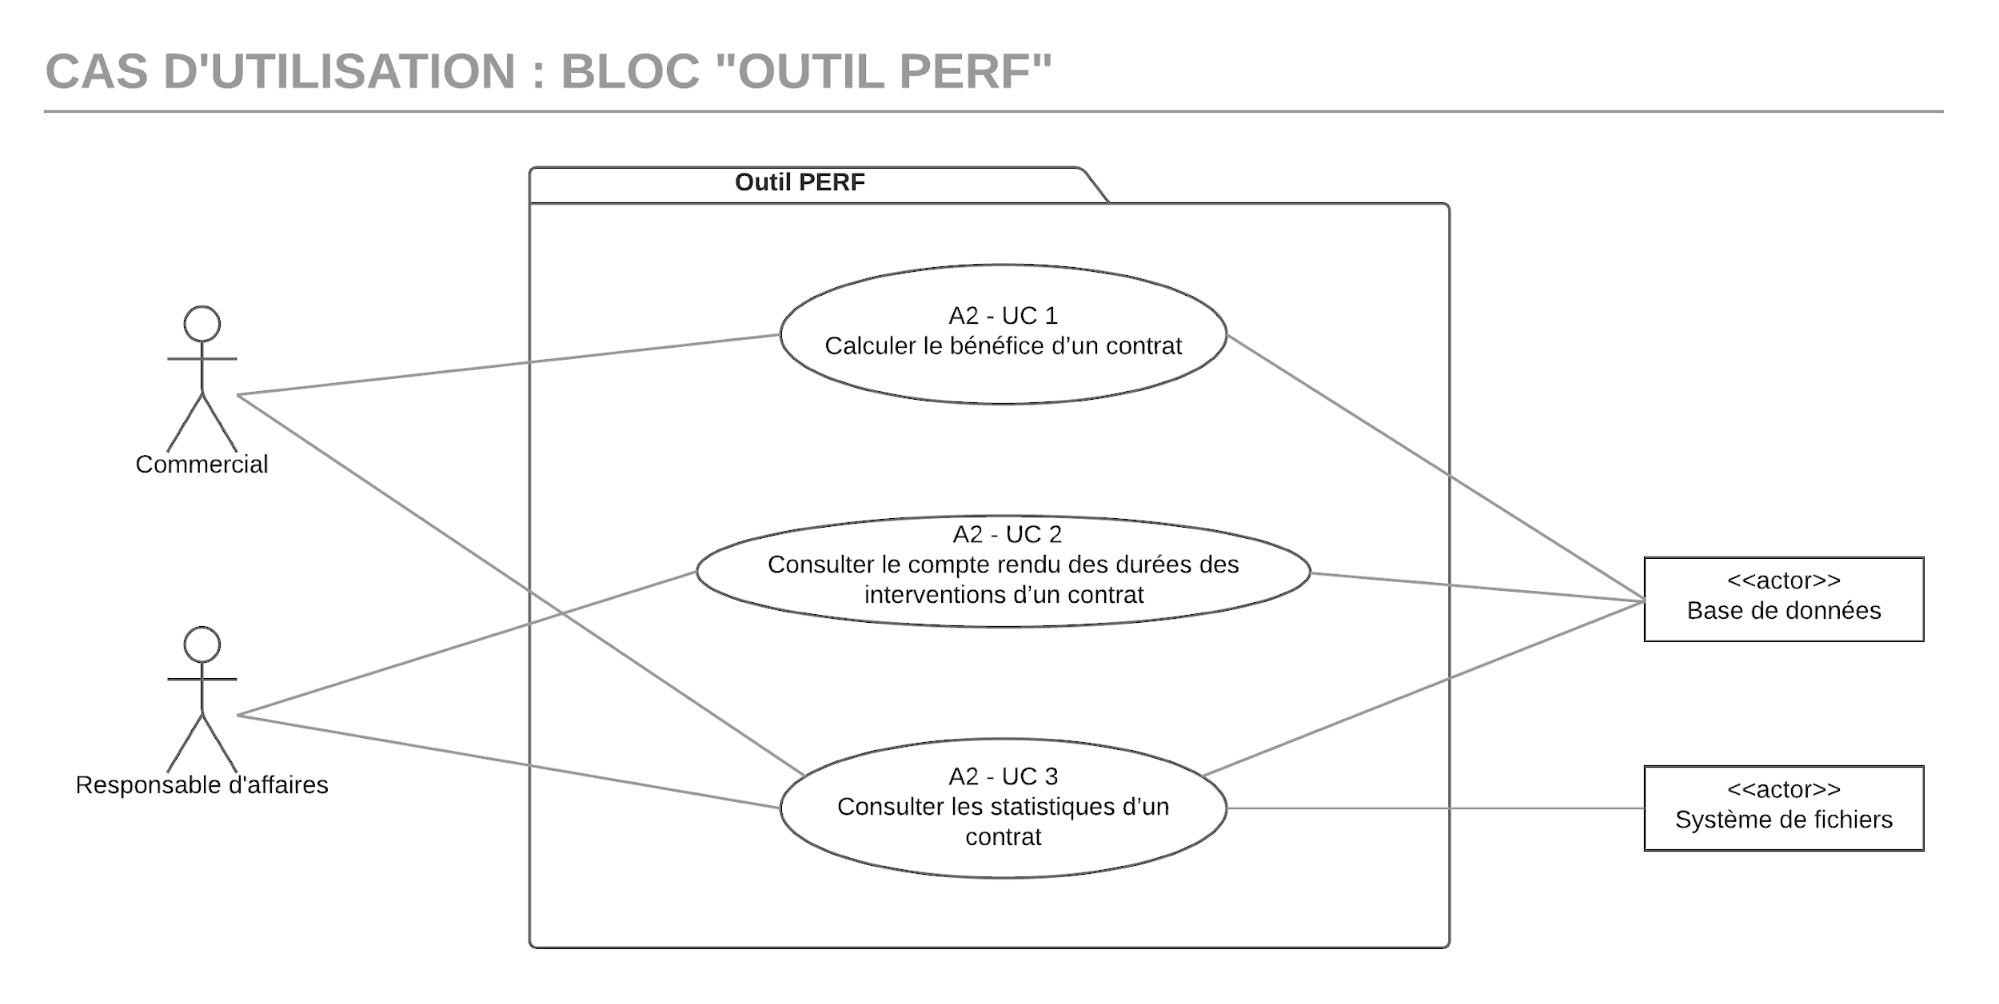 CAS D'UTILISATION : BLOC "OUTIL PERF"
Outil PERF
A2 - UC 1
Calculer le bénéfice d’un contrat
Commercial
A2 - UC 2
Consulter le compte rendu des durées des
interventions d’un contrat
<<actor>>
Base de données
Responsable d'affaires
A2 - UC 3
Consulter les statistiques d’un
contrat
<<actor>>
Système de fichiers